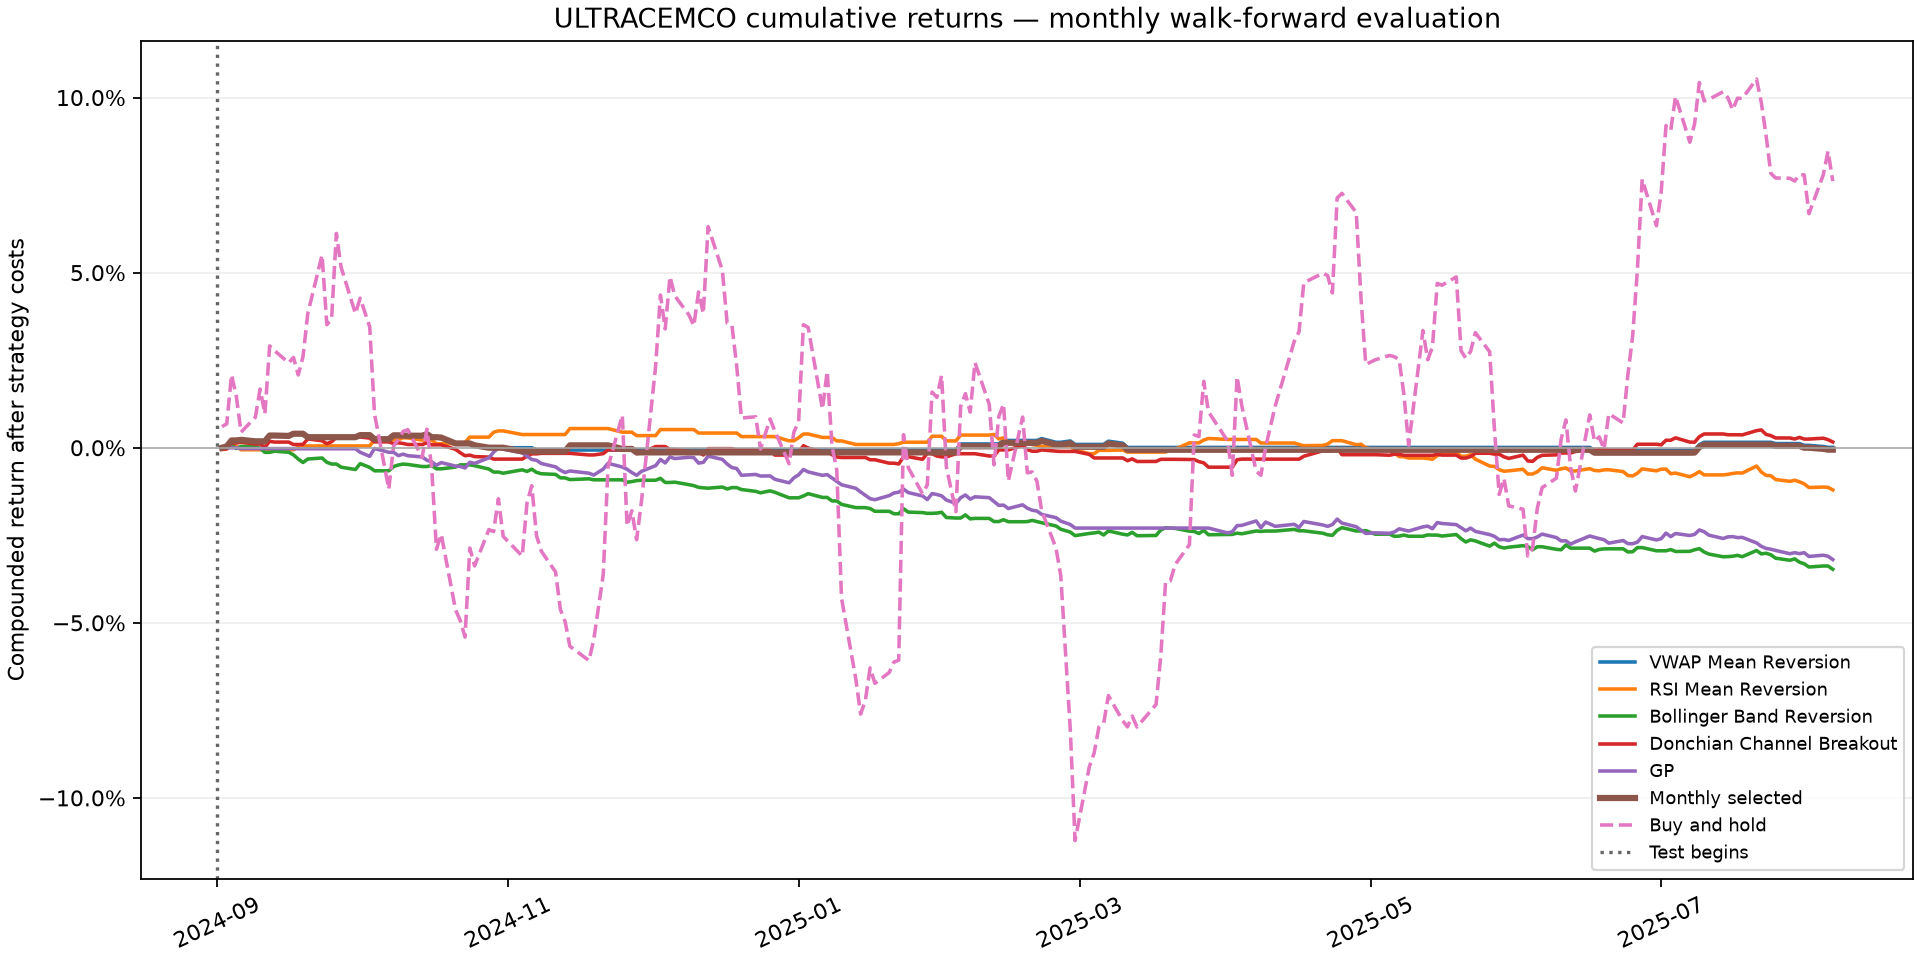 ULTRACEMCO cumulative returns — monthly walk-forward evaluation
Compounded return after strategy costs
10.0%
5.0%
0.0%
−5.0%
−10.0%
2024-09
2024-11
2025-01
2025-03
2025-05
2025-07
VWAP Mean Reversion
RSI Mean Reversion
Bollinger Band Reversion
Donchian Channel Breakout
GP
Monthly selected
Buy and hold
Test begins